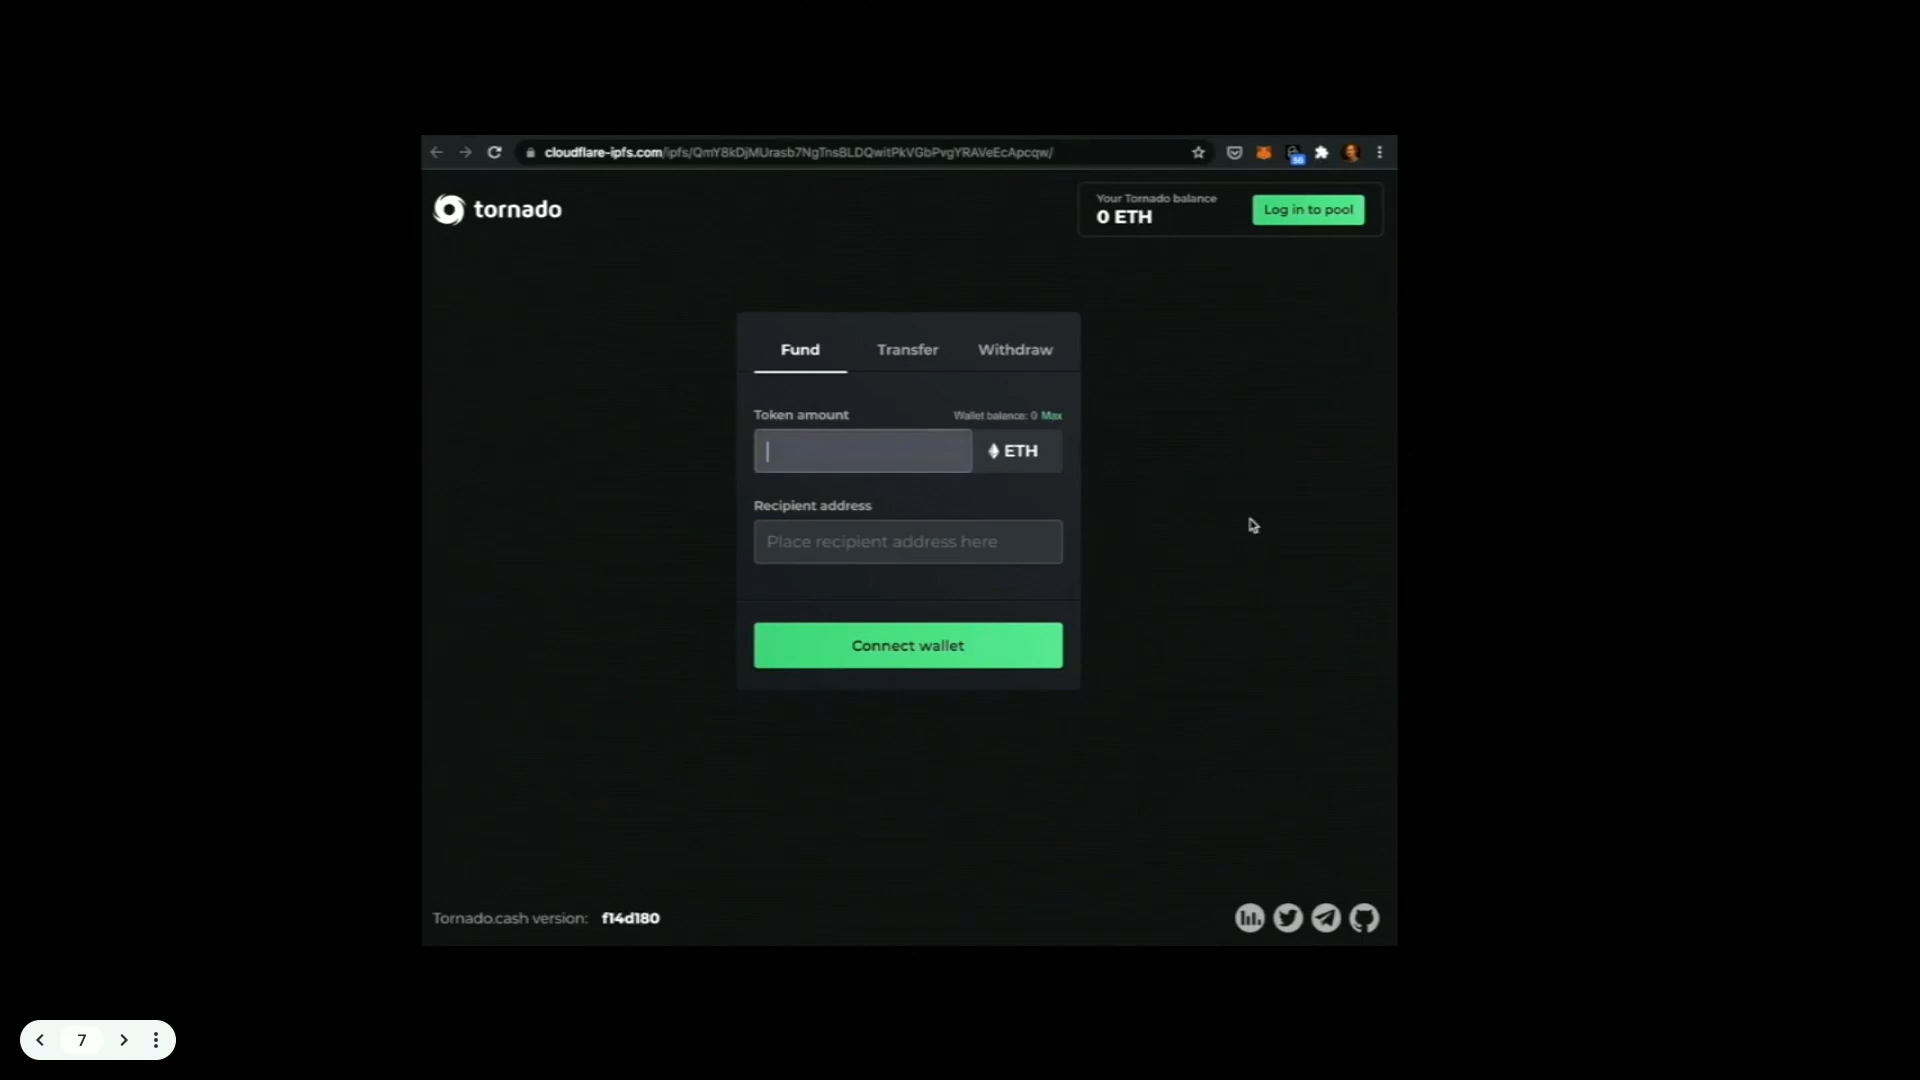 cloudflare-ipfs.com/ipfs/QmY8kDjMUrasb7NgTnsBLDQwitPkVGbPvgYRAVeEcApcqw/
56
tornado
Your Tornado balance
0 ETH
Log in to pool
Fund Transfer Withdraw
Token amount Wallet balance: 0 Max
ETH
Recipient address
Place recipient address here
Connect wallet
Tornado.cash version: f14d180
7